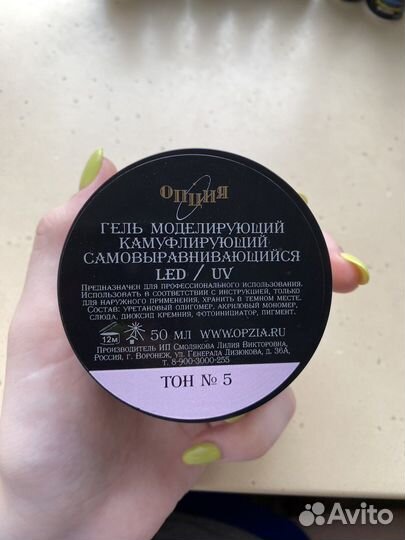 ОПЦИЯ
ГЕЛЬ МОДЕЛИРУЮЩИЙ
КАМУФЛИРУЮЩИЙ
САМОВЫРАВНИВАЮЩИЙСЯ
LED / UV
ПРЕДНАЗНАЧЕН ДЛЯ ПРОФЕССИОНАЛЬНОГО ИСПОЛЬЗОВАНИЯ.
ИСПОЛЬЗОВАТЬ В СООТВЕТСТВИИ С ИНСТРУКЦИЕЙ, ТОЛЬКО
ДЛЯ НАРУЖНОГО ПРИМЕНЕНИЯ, ХРАНИТЬ В ТЕМНОМ МЕСТЕ.
СОСТАВ: УРЕТАНОВЫЙ ОЛИГОМЕР, АКРИЛОВЫЙ МОНОМЕР,
СЛЮДА, ДИОКСИД КРЕМНИЯ, ФОТОИНИЦИАТОР, ПИГМЕНТ.
12М 50 МЛ WWW.OPZIA.RU
ПРОИЗВОДИТЕЛЬ ИП СМОЛЯКОВА ЛИЛИЯ ВИКТОРОВНА,
РОССИЯ, Г. ВОРОНЕЖ, УЛ. ГЕНЕРАЛА ЛИЗЮКОВА, Д. 36А,
Т. 8-900-3000-255
ТОН № 5
Avito